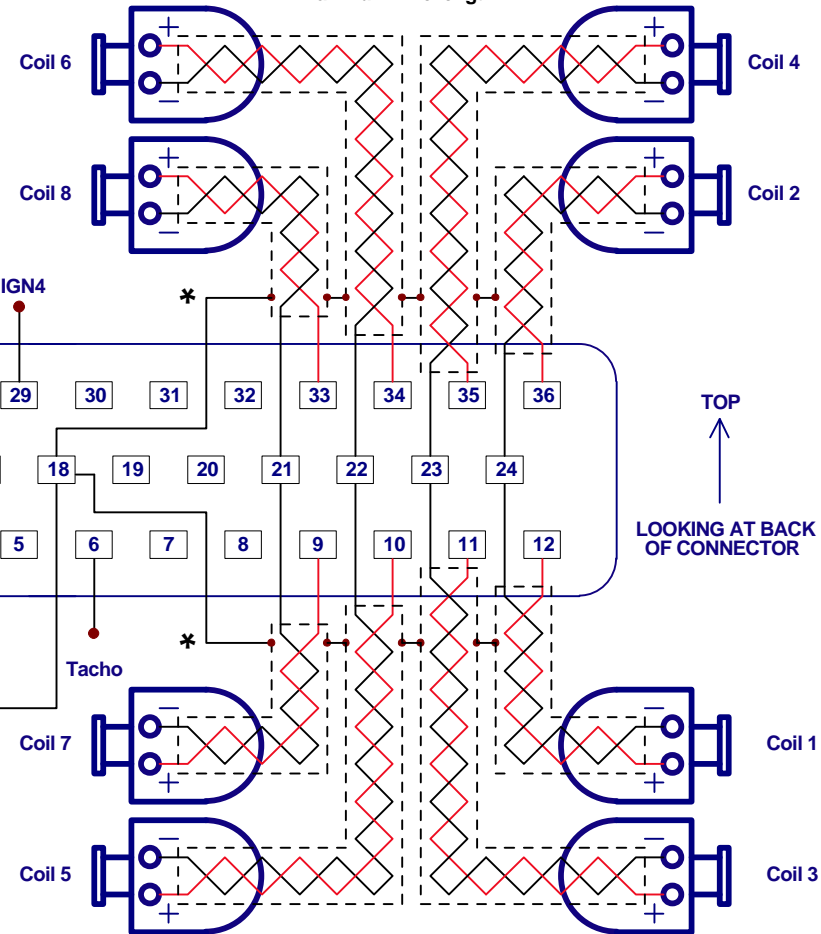 Coil 6
+
−
Coil 4
+
−
Coil 8
+
−
Coil 2
+
−
IGN4
*
29 30 31 32 33 34 35 36
TOP
18 19 20 21 22 23 24
LOOKING AT BACK
OF CONNECTOR
5 6 7 8 9 10 11 12
*
Tacho
Coil 7
−
+
Coil 1
−
+
Coil 5
−
+
Coil 3
−
+